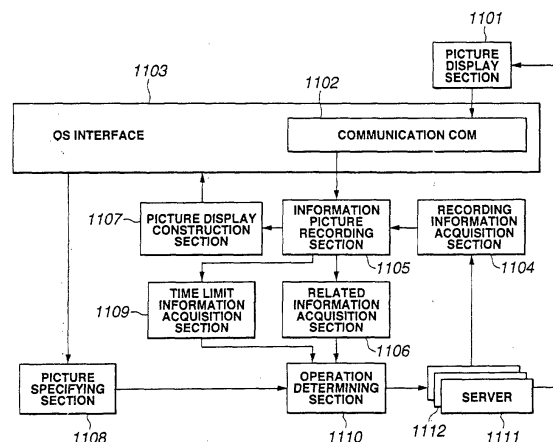 1101
PICTURE
DISPLAY
SECTION
1103
1102
OS INTERFACE
COMMUNICATION COM
1107
PICTURE DISPLAY
CONSTRUCTION
SECTION
INFORMATION
PICTURE
RECORDING
SECTION
RECORDING
INFORMATION
ACQUISITION
SECTION
1105
1104
1109
TIME LIMIT
INFORMATION
ACQUISITION
SECTION
RELATED
INFORMATION
ACQUISITION
SECTION
1106
PICTURE
SPECIFYING
SECTION
OPERATION
DETERMINING
SECTION
SERVER
1108
1110
1112
1111